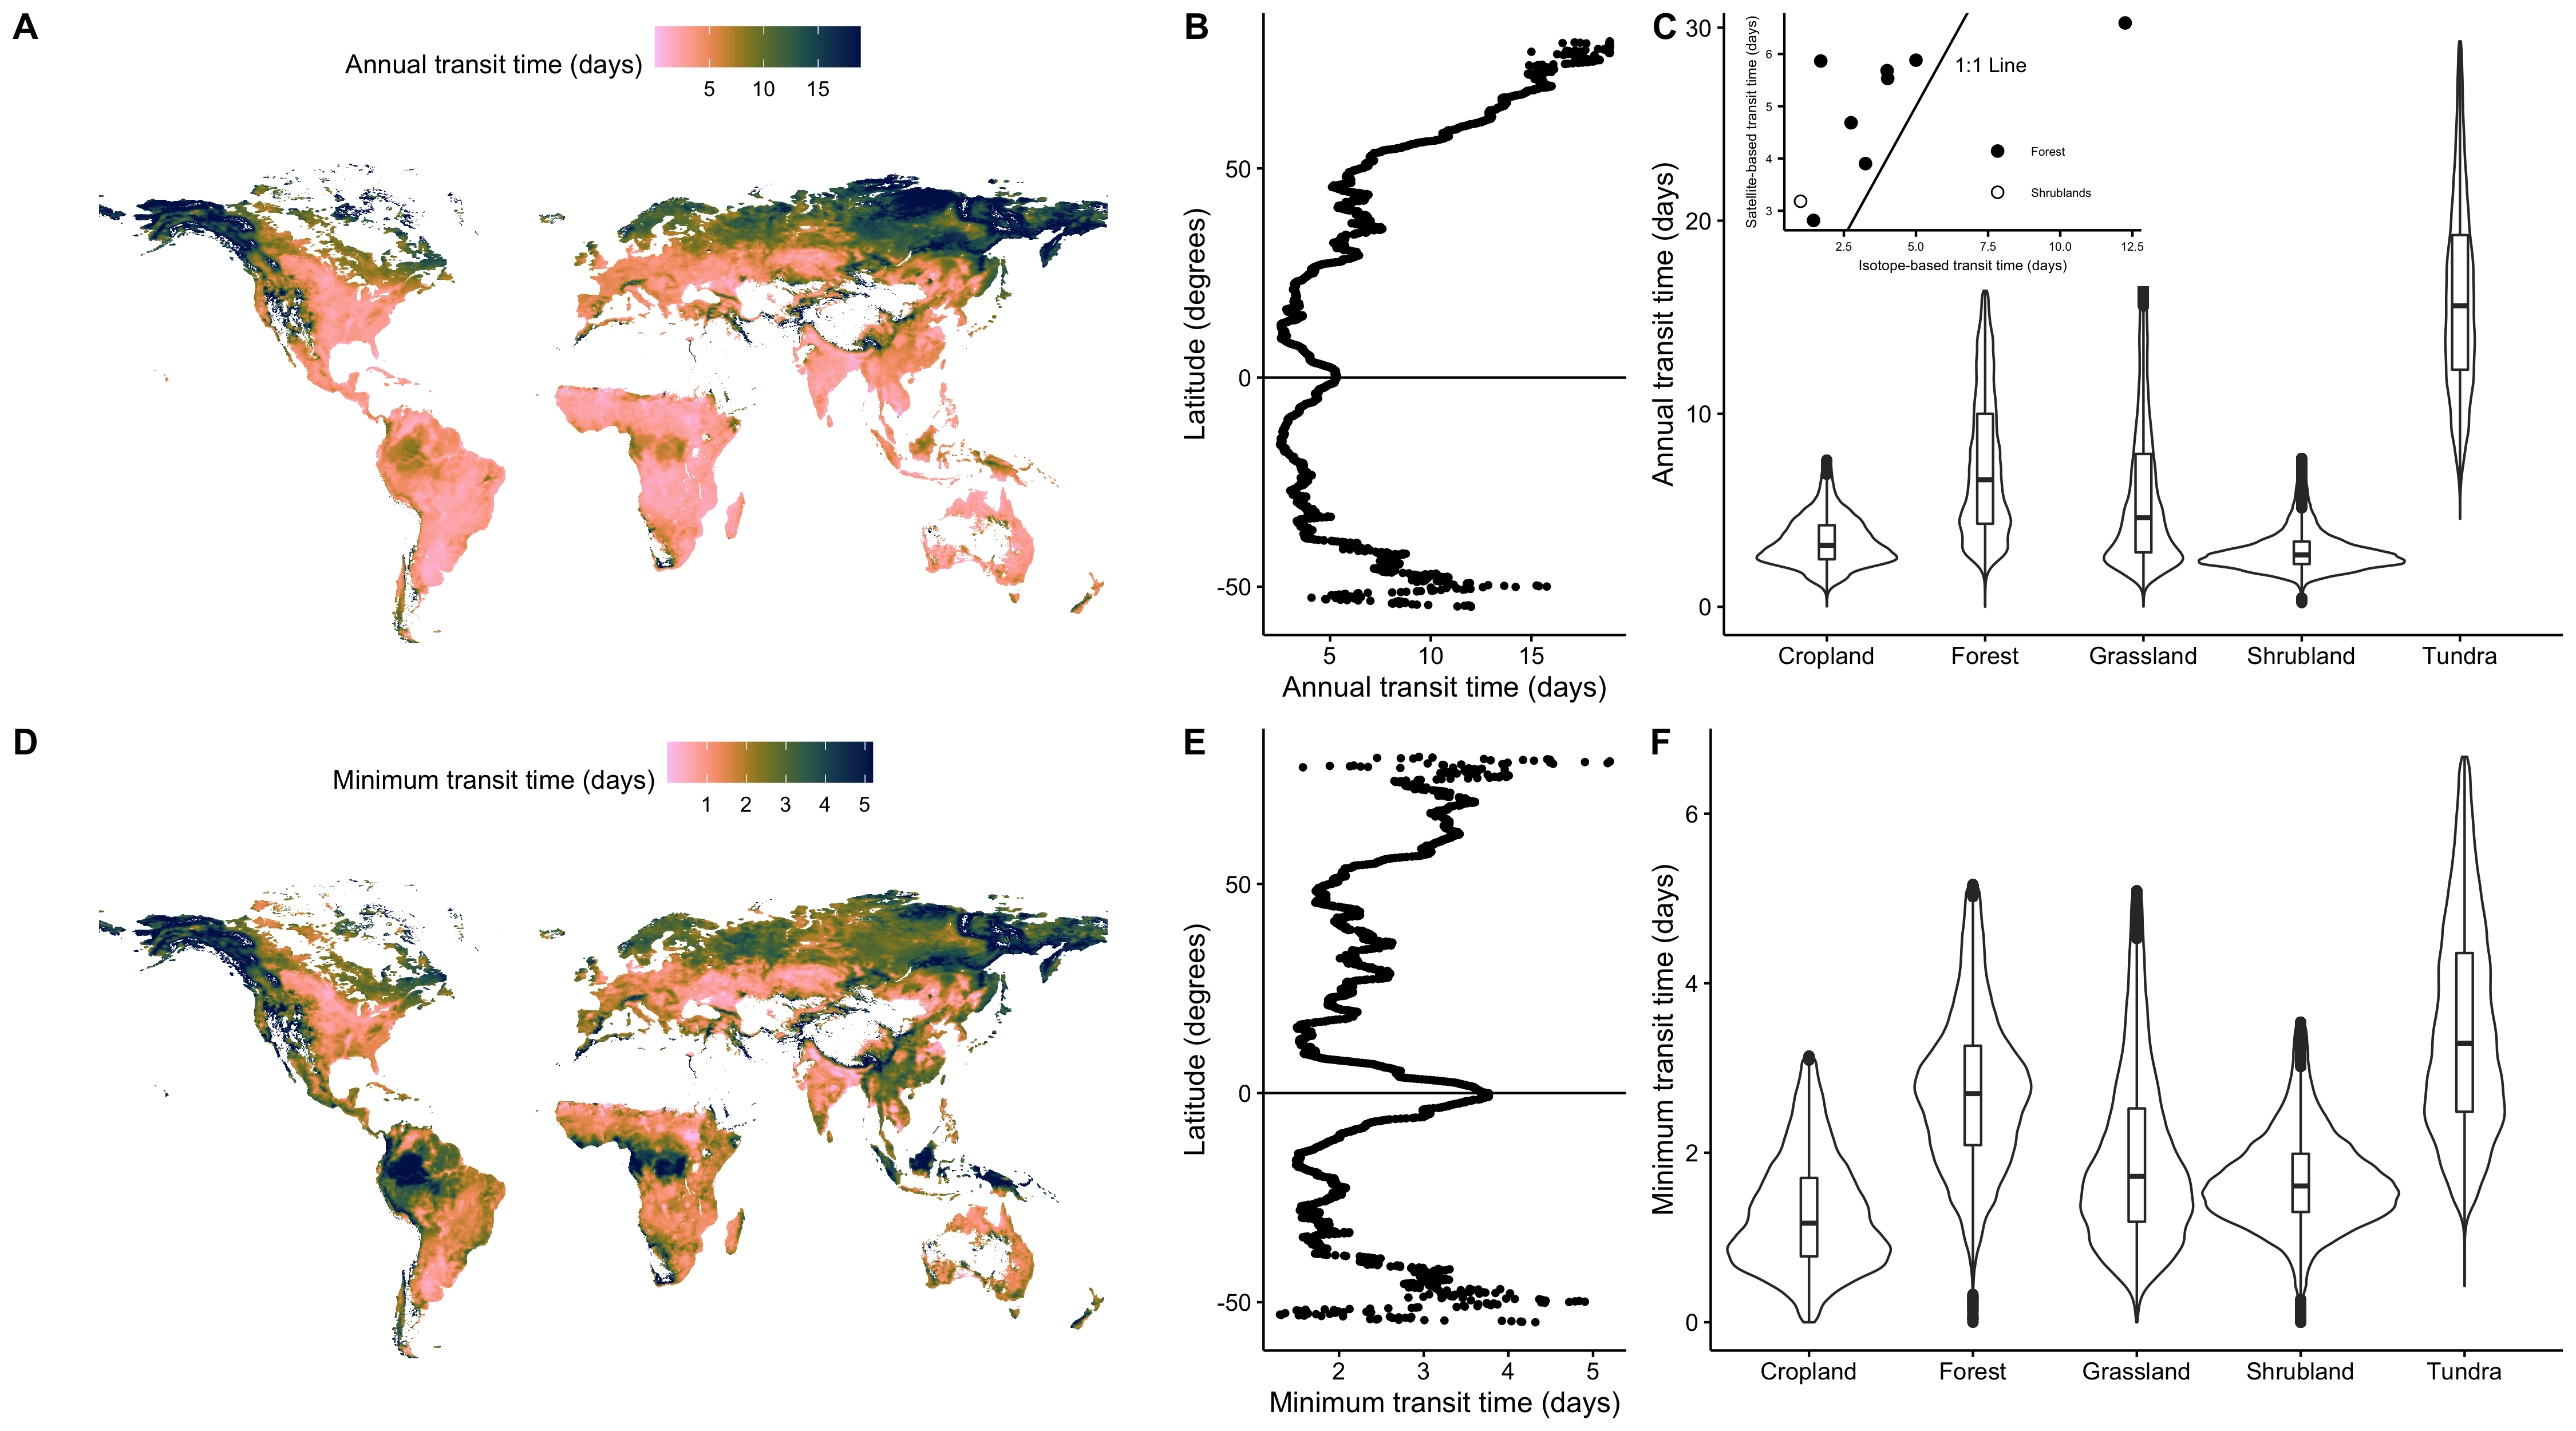 A
Annual transit time (days)
5 10 15
B
Latitude (degrees)
50
0
-50
5 10 15
Annual transit time (days)
C
Annual transit time (days)
30
20
10
0
Satellite-based transit time (days)
6
5
4
3
1:1 Line
Forest
Shrublands
2.5 5.0 7.5 10.0 12.5
Isotope-based transit time (days)
Cropland Forest Grassland Shrubland Tundra
D
Minimum transit time (days)
1 2 3 4 5
E
Latitude (degrees)
50
0
-50
2 3 4 5
Minimum transit time (days)
F
Minimum transit time (days)
6
4
2
0
Cropland Forest Grassland Shrubland Tundra